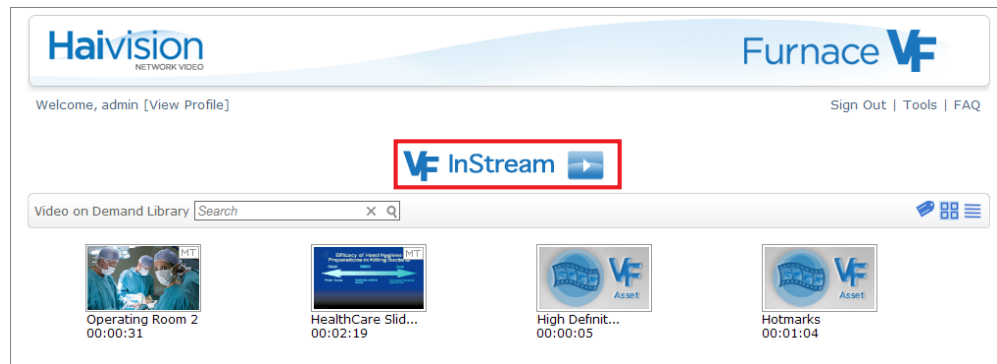 Haivision
NETWORK VIDEO
Furnace VF
Welcome, admin [View Profile]
Sign Out | Tools | FAQ
VF InStream
Video on Demand Library Search
MT
Efficacy of Hand Hygiene
Preparations in Killing Bacteria
MT
VF
Asset
VF
Asset
Operating Room 2
00:00:31
HealthCare Slid...
00:02:19
High Definit...
00:00:05
Hotmarks
00:01:04